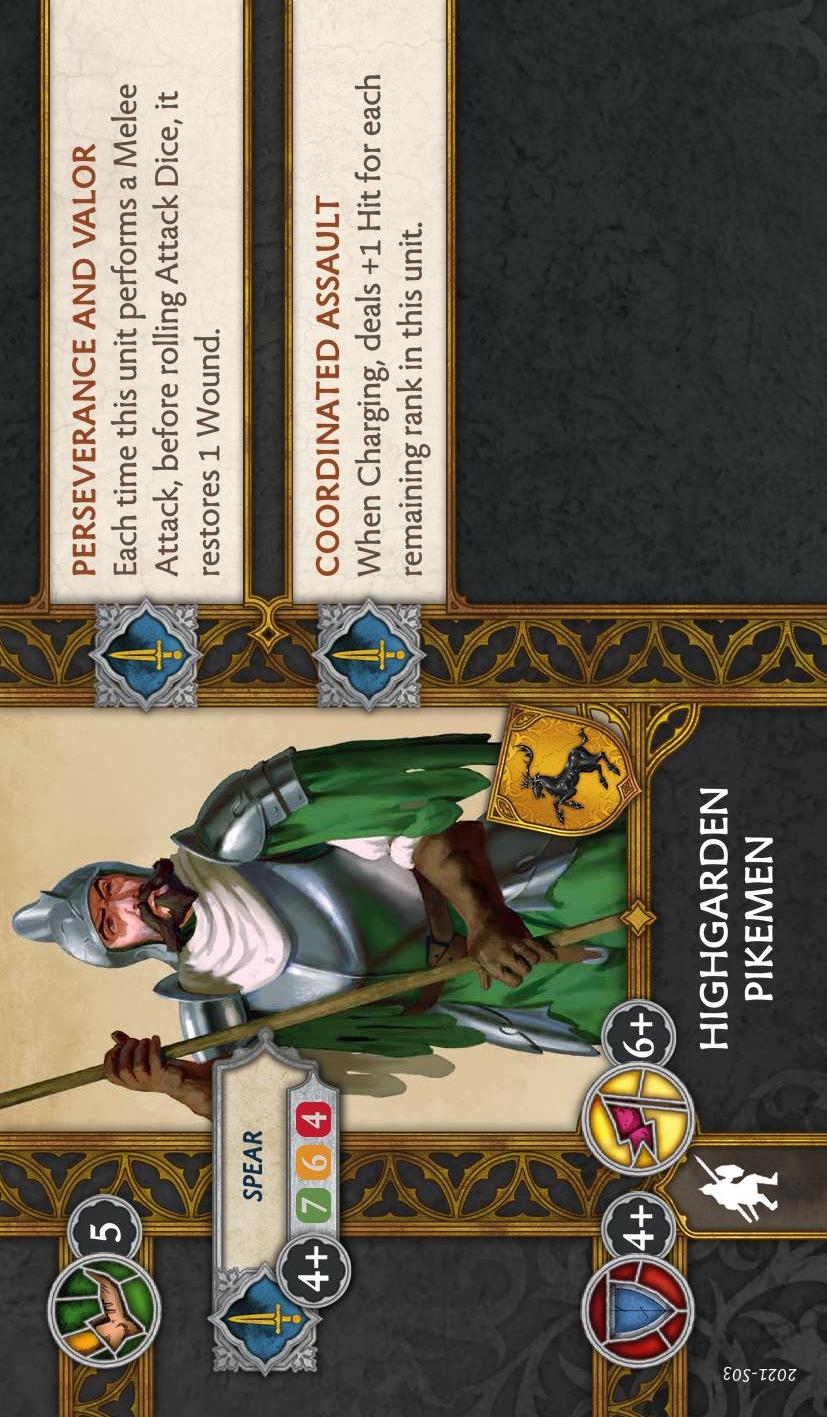 5
SPEAR
4+
7 6 4
4+
6+
HIGHGARDEN
PIKEMEN
PERSEVERANCE AND VALOR
Each time this unit performs a Melee
Attack, before rolling Attack Dice, it
restores 1 Wound.
COORDINATED ASSAULT
When Charging, deals +1 Hit for each
remaining rank in this unit.
2021-S03